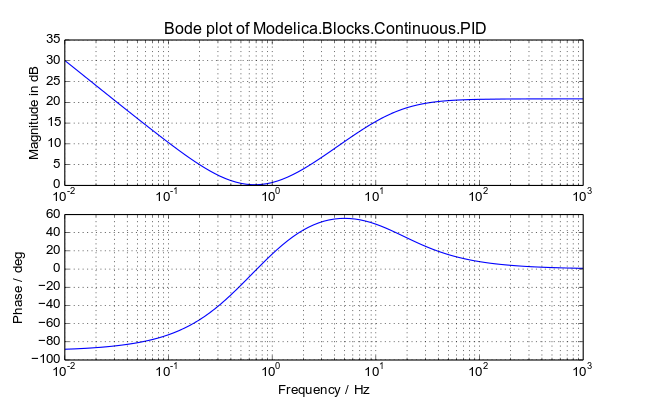 Bode plot of Modelica.Blocks.Continuous.PID
Magnitude in dB
35
30
25
20
15
10
5
0
10^-2 10^-1 10^0 10^1 10^2 10^3
Phase / deg
60
40
20
0
−20
−40
−60
−80
−100
10^-2 10^-1 10^0 10^1 10^2 10^3
Frequency / Hz